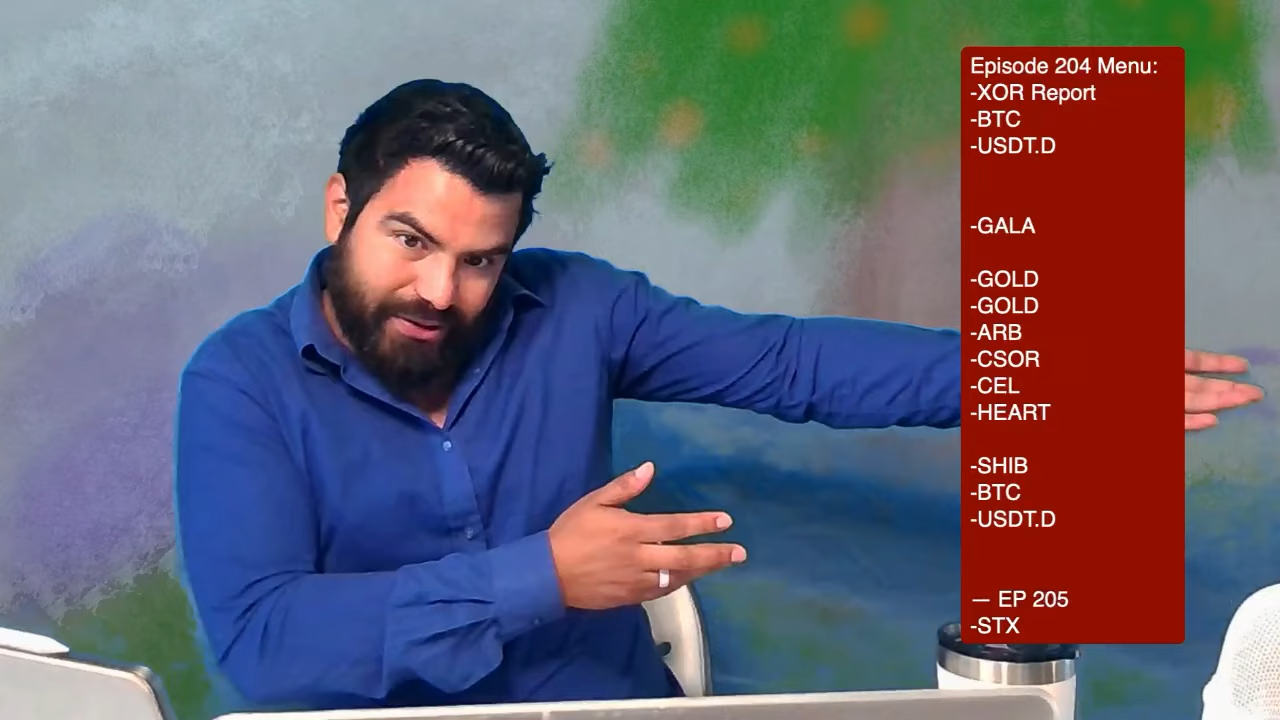 Episode 204 Menu:
-XOR Report
-BTC
-USDT.D
-GALA
-GOLD
-GOLD
-ARB
-CSOR
-CEL
-HEART
-SHIB
-BTC
-USDT.D
— EP 205
-STX